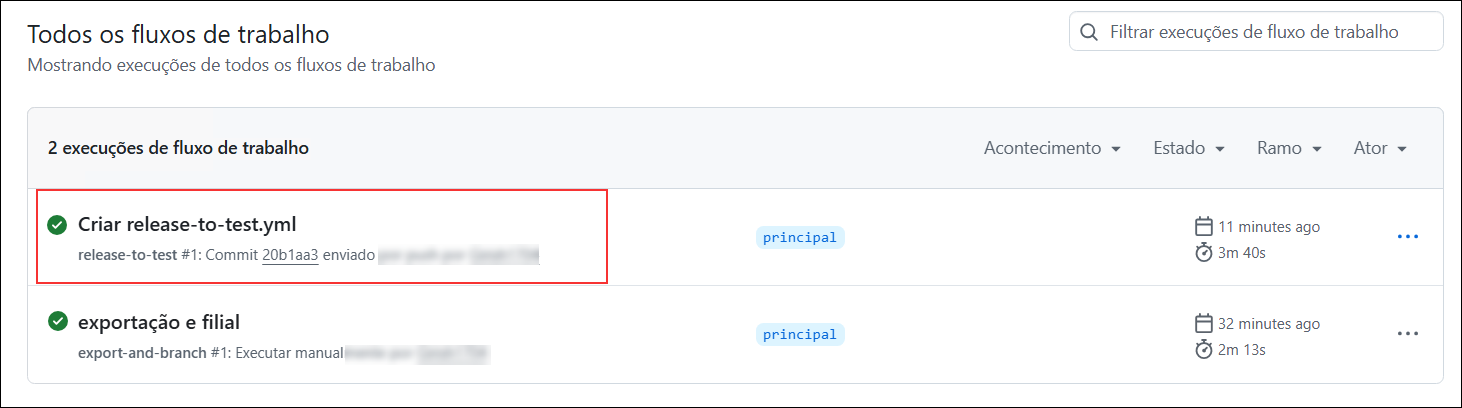 Todos os fluxos de trabalho
Filtrar execuções de fluxo de trabalho
Mostrando execuções de todos os fluxos de trabalho
2 execuções de fluxo de trabalho
Acontecimento
Estado
Ramo
Ator
Criar release-to-test.yml
release-to-test #1: Commit 20b1aa3 enviado
principal
11 minutes ago
3m 40s
exportação e filial
export-and-branch #1: Executar manual
principal
32 minutes ago
2m 13s